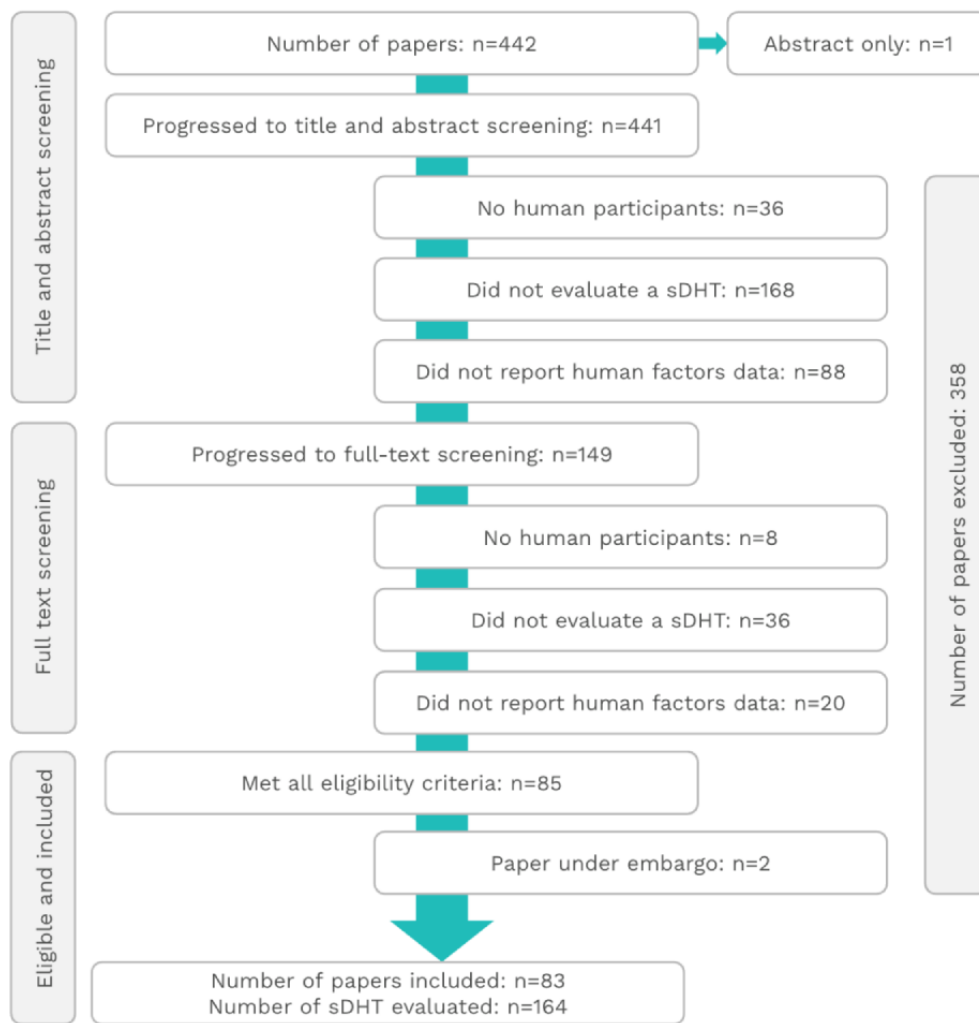 Title and abstract screening
Number of papers: n=442
Abstract only: n=1
Progressed to title and abstract screening: n=441
No human participants: n=36
Did not evaluate a sDHT: n=168
Did not report human factors data: n=88
Full text screening
Progressed to full-text screening: n=149
No human participants: n=8
Did not evaluate a sDHT: n=36
Did not report human factors data: n=20
Number of papers excluded: 358
Eligible and included
Met all eligibility criteria: n=85
Paper under embargo: n=2
Number of papers included: n=83
Number of sDHT evaluated: n=164